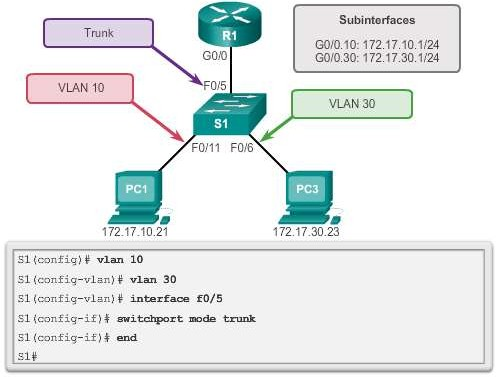 Trunk
R1
G0/0
Subinterfaces
G0/0.10: 172.17.10.1/24
G0/0.30: 172.17.30.1/24
VLAN 10
F0/5
VLAN 30
S1
F0/11 F0/6
PC1
PC3
172.17.10.21
172.17.30.23
S1(config)# vlan 10
S1(config-vlan)# vlan 30
S1(config-vlan)# interface f0/5
S1(config-if)# switchport mode trunk
S1(config-if)# end
S1#